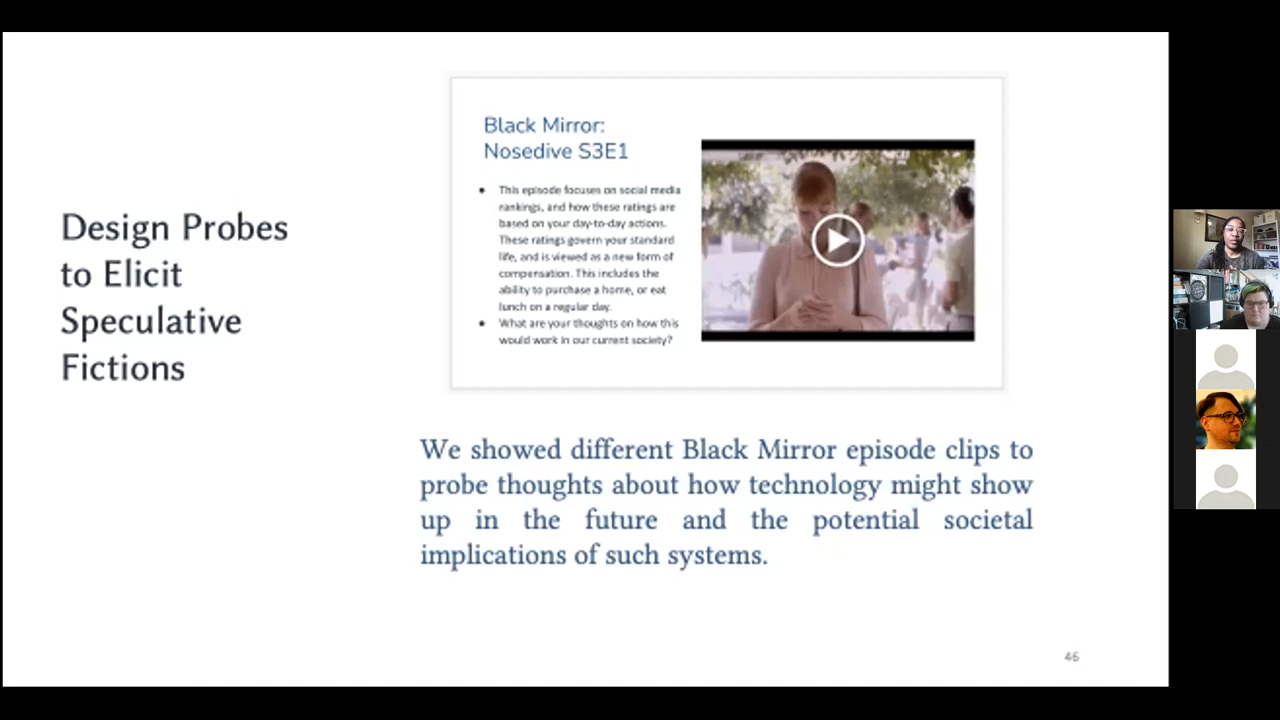 Design Probes
to Elicit
Speculative
Fictions
Black Mirror:
Nosedive S3E1
• This episode focuses on social media
rankings, and how these ratings are
based on your day-to-day actions.
These ratings govern your standard
life, and is viewed as a new form of
compensation. This includes the
ability to purchase a home, or eat
lunch on a regular day.
• What are your thoughts on how this
would work in our current society?
We showed different Black Mirror episode clips to
probe thoughts about how technology might show
up in the future and the potential societal
implications of such systems.
46